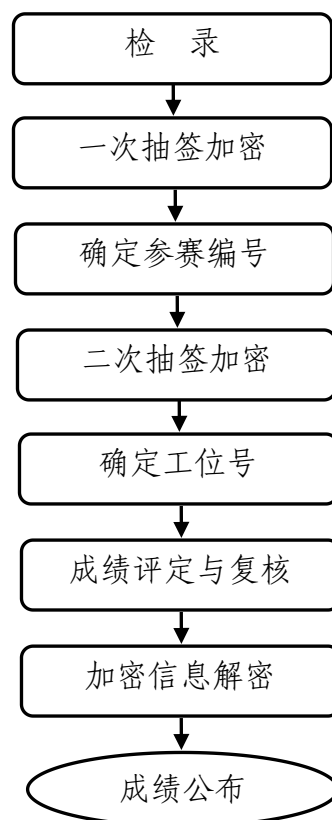 检 录
一次抽签加密
确定参赛编号
二次抽签加密
确定工位号
成绩评定与复核
加密信息解密
成绩公布